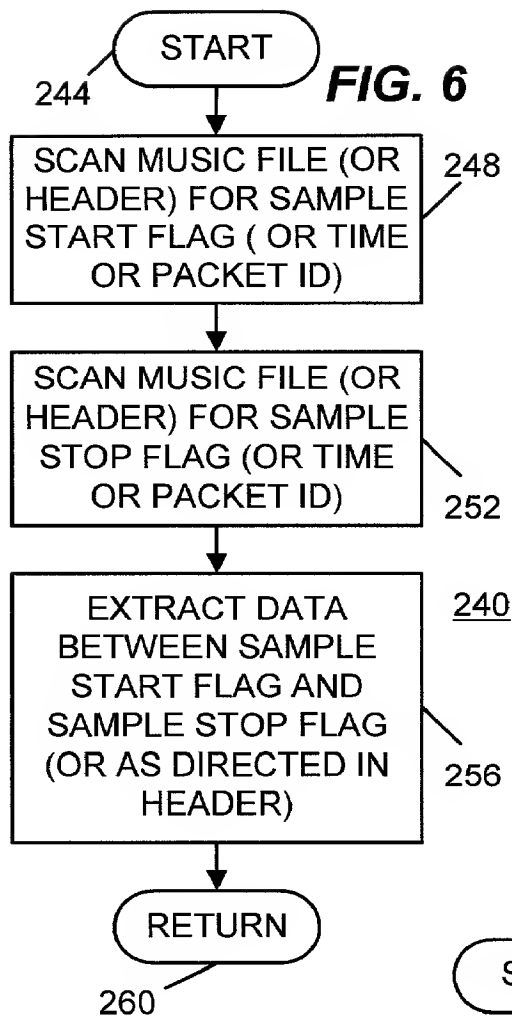 START
244
FIG. 6
SCAN MUSIC FILE (OR
HEADER) FOR SAMPLE
START FLAG ( OR TIME
OR PACKET ID)
248
SCAN MUSIC FILE (OR
HEADER) FOR SAMPLE
STOP FLAG (OR TIME
OR PACKET ID)
252
EXTRACT DATA
BETWEEN SAMPLE
START FLAG AND
SAMPLE STOP FLAG
(OR AS DIRECTED IN
HEADER)
240
256
RETURN
260
S